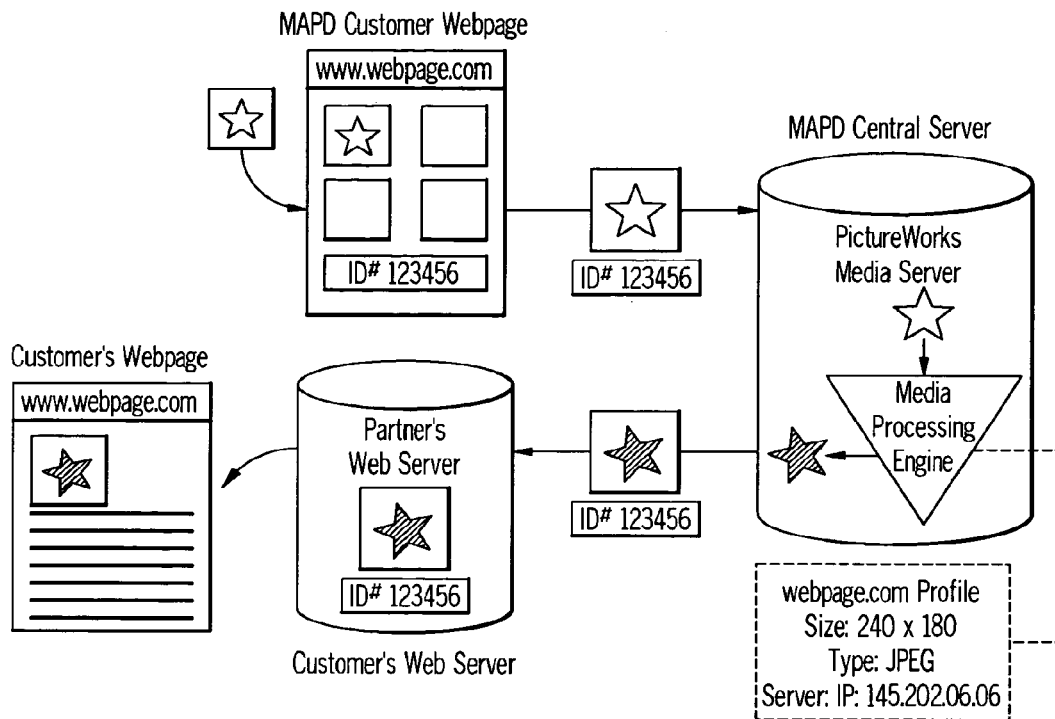 MAPD Customer Webpage
www.webpage.com
ID# 123456
ID# 123456
MAPD Central Server
PictureWorks
Media Server
Media
Processing
Engine
Customer's Webpage
www.webpage.com
Partner's
Web Server
ID# 123456
Customer's Web Server
ID# 123456
webpage.com Profile
Size: 240 x 180
Type: JPEG
Server: IP: 145.202.06.06